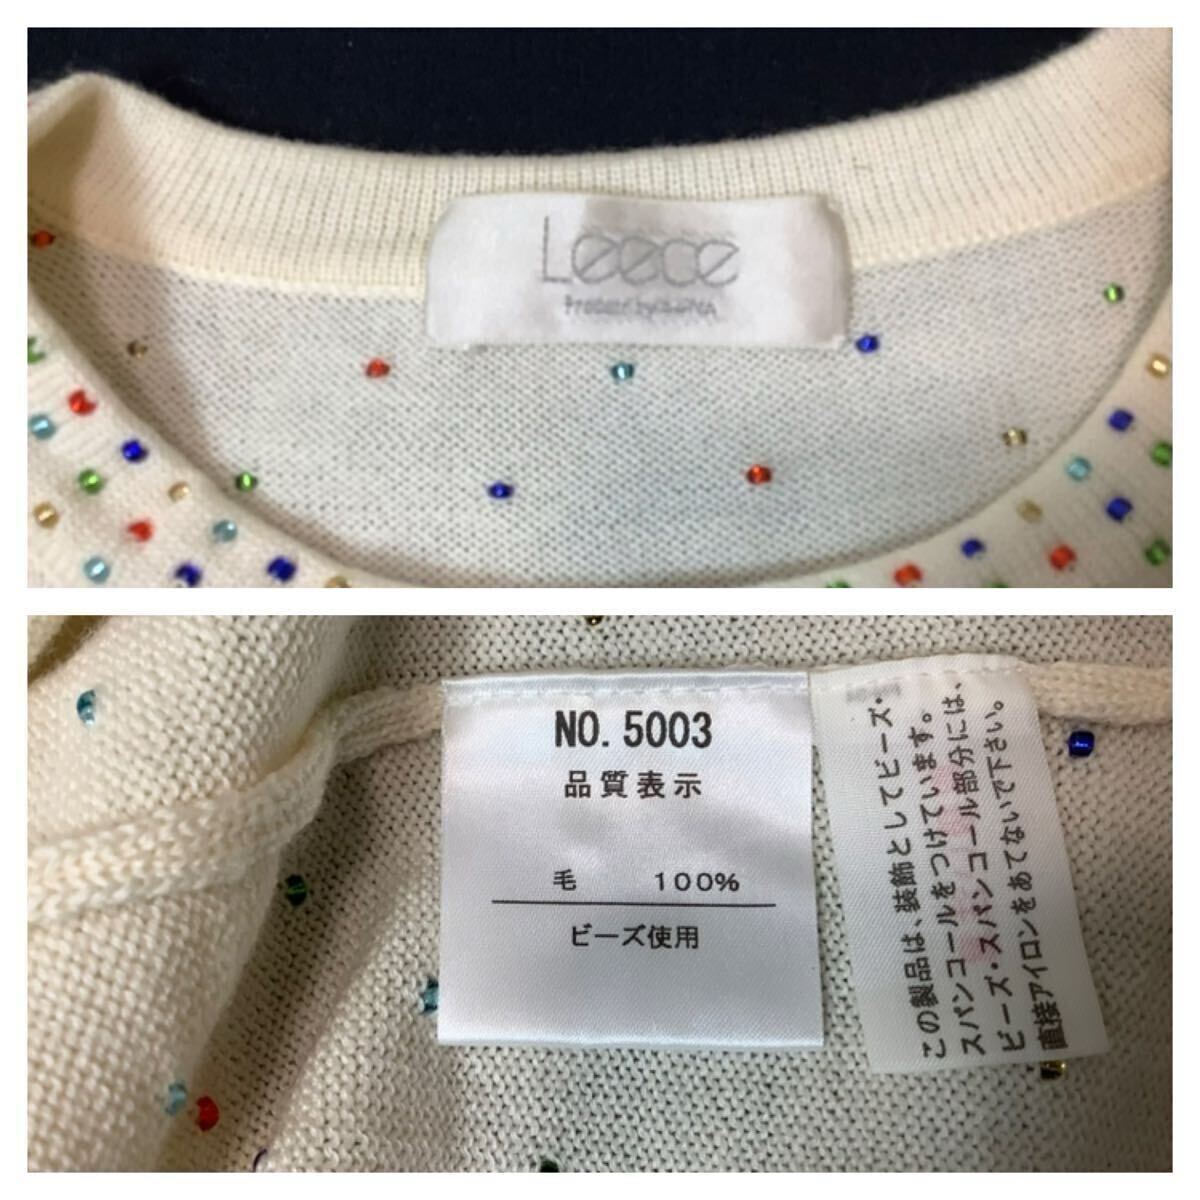 Leece
by
NO. 5003
品質表示
毛 100%
ビーズ使用
この製品は、装飾としてビーズ・
スパンコールをつけています。
ビーズ・スパンコール部分には、
直接アイロンをあてないで下さい。